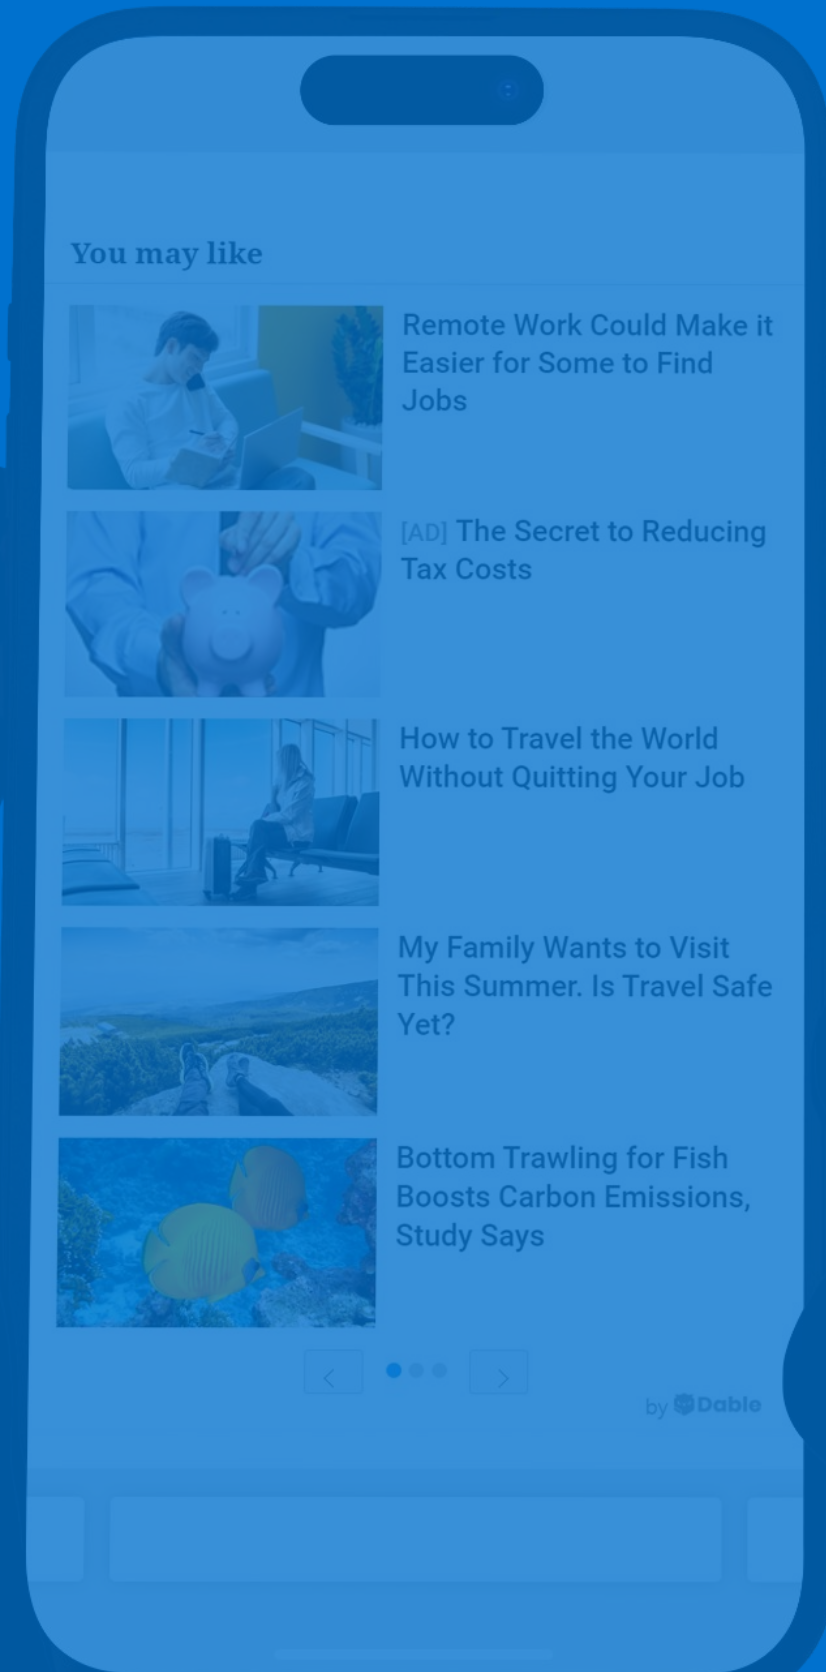 You may like
Remote Work Could Make it
Easier for Some to Find
Jobs
[AD] The Secret to Reducing
Tax Costs
How to Travel the World
Without Quitting Your Job
My Family Wants to Visit
This Summer. Is Travel Safe
Yet?
Bottom Trawling for Fish
Boosts Carbon Emissions,
Study Says
by Dable